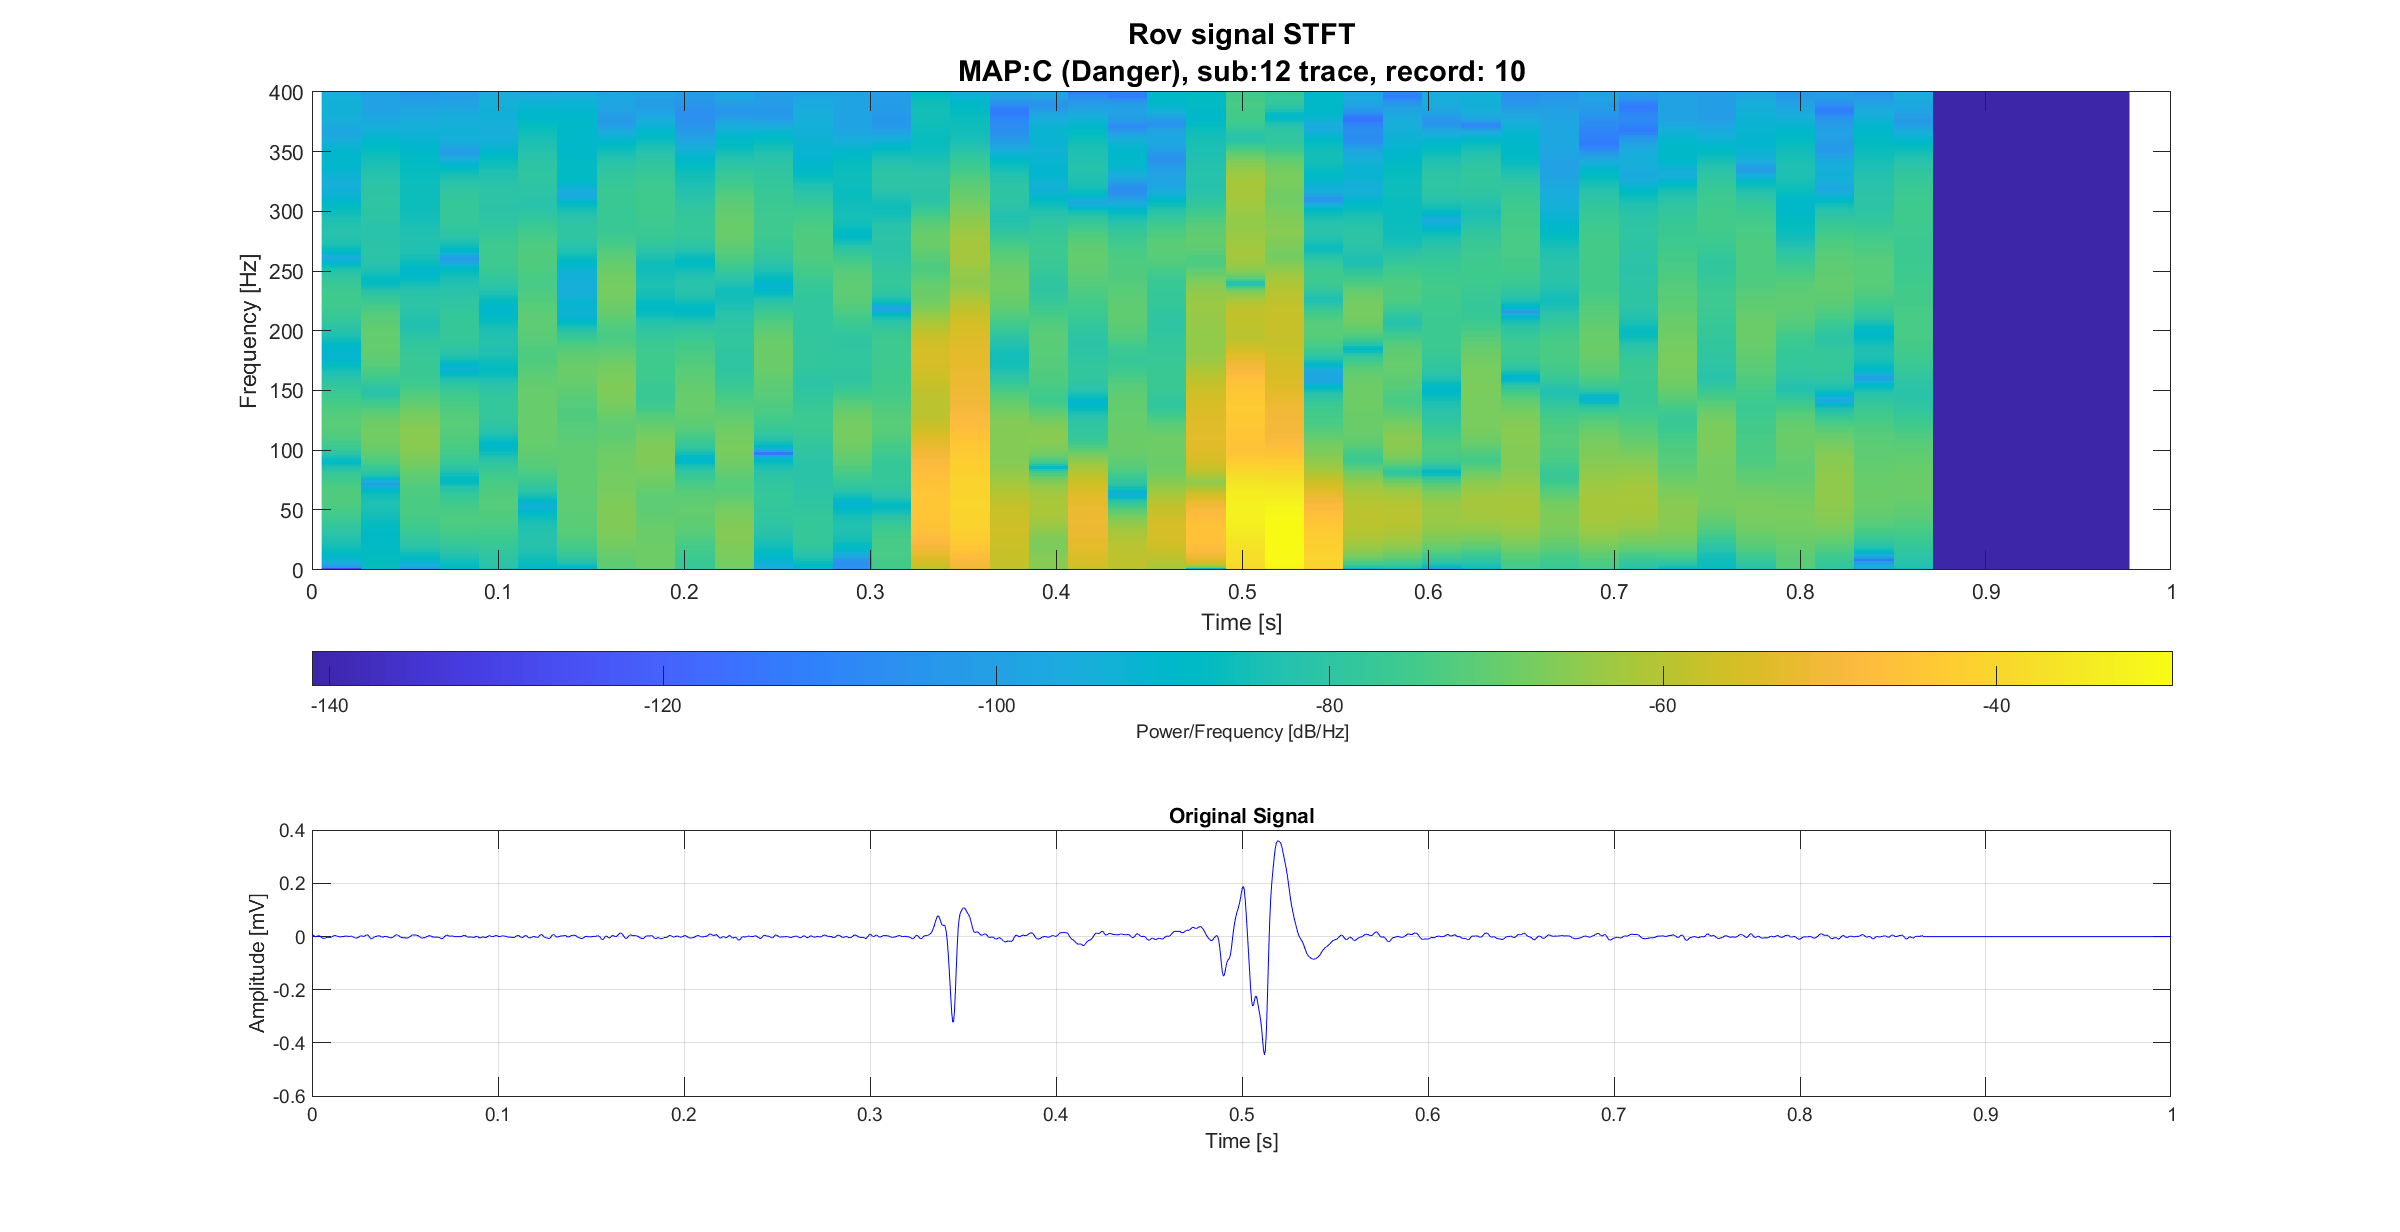 Rov signal STFT
MAP:C (Danger), sub:12 trace, record: 10
400
350
300
250
200
150
100
50
0
Frequency [Hz]
0 0.1 0.2 0.3 0.4 0.5 0.6 0.7 0.8 0.9 1
Time [s]
-140 -120 -100 -80 -60 -40
Power/Frequency [dB/Hz]
Original Signal
0.4
0.2
0
-0.2
-0.4
-0.6
Amplitude [mV]
0 0.1 0.2 0.3 0.4 0.5 0.6 0.7 0.8 0.9 1
Time [s]